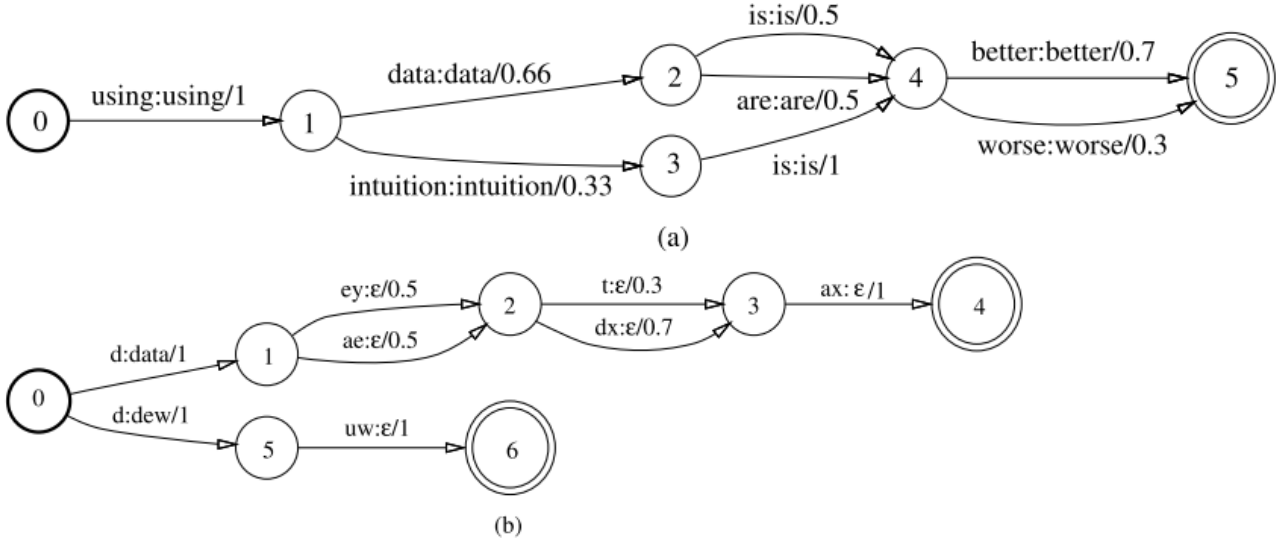 is:is/0.5
data:data/0.66
better:better/0.7
using:using/1
2
4
5
0
1
are:are/0.5
3
worse:worse/0.3
intuition:intuition/0.33
is:is/1
(a)
ey:ε/0.5
t:ε/0.3
ax: ε/1
2
3
4
ae:ε/0.5
dx:ε/0.7
d:data/1
1
0
d:dew/1
uw:ε/1
5
6
(b)